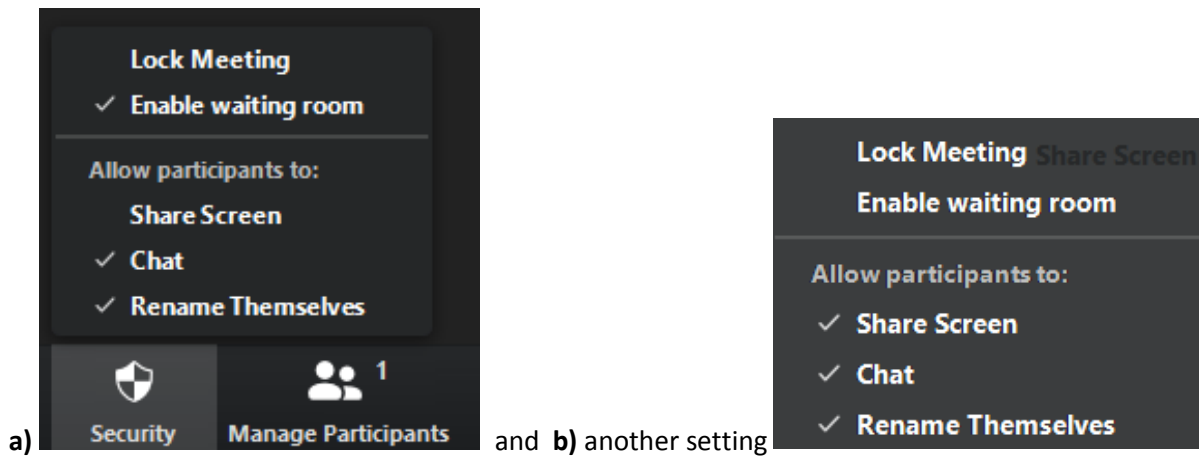 Lock Meeting
✓ Enable waiting room
Allow participants to:
Share Screen
✓ Chat
✓ Rename Themselves
1
Security Manage Participants
a) and b) another setting
Lock Meeting Share Screen
Enable waiting room
Allow participants to:
✓ Share Screen
✓ Chat
✓ Rename Themselves